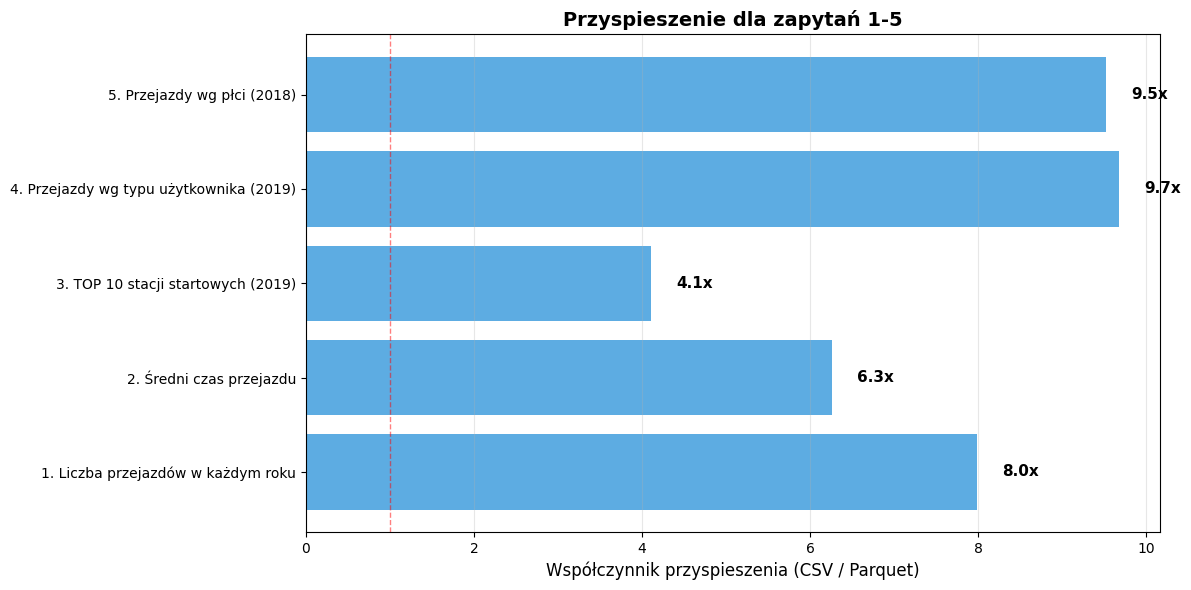 Przyspieszenie dla zapytań 1-5
5. Przejazdy wg płci (2018)
9.5x
4. Przejazdy wg typu użytkownika (2019)
9.7x
3. TOP 10 stacji startowych (2019)
4.1x
2. Średni czas przejazdu
6.3x
1. Liczba przejazdów w każdym roku
8.0x
0 2 4 6 8 10
Współczynnik przyspieszenia (CSV / Parquet)